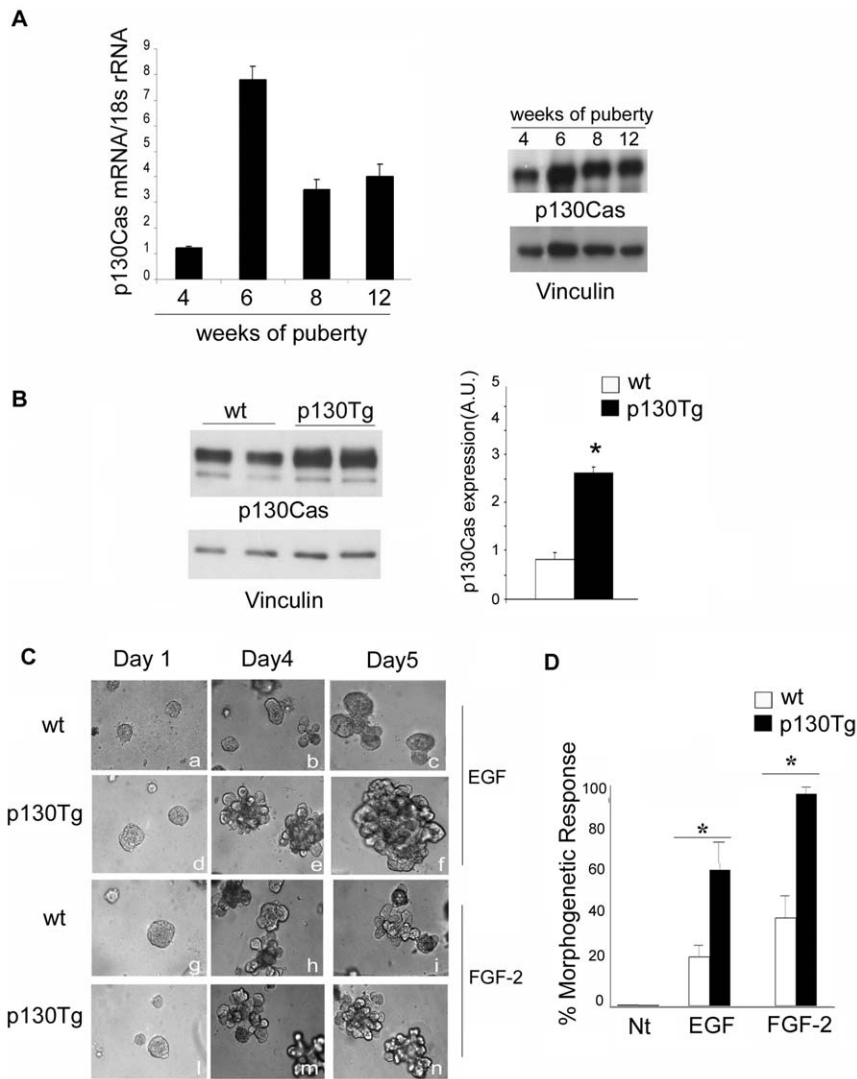 A
p130Cas mRNA/18s rRNA
9
8
7
6
5
4
3
2
1
0
4 6 8 12
weeks of puberty
weeks of puberty
4 6 8 12
p130Cas
Vinculin
B
wt p130Tg
p130Cas
Vinculin
p130Cas expression(A.U.)
5
4
3
2
1
0
wt
p130Tg
*
C
Day 1 Day4 Day5
wt
a b c
p130Tg
d e f
EGF
wt
g h i
p130Tg
l m n
FGF-2
D
wt
p130Tg
% Morphogenetic Response
100
80
60
40
20
0
* *
Nt EGF FGF-2